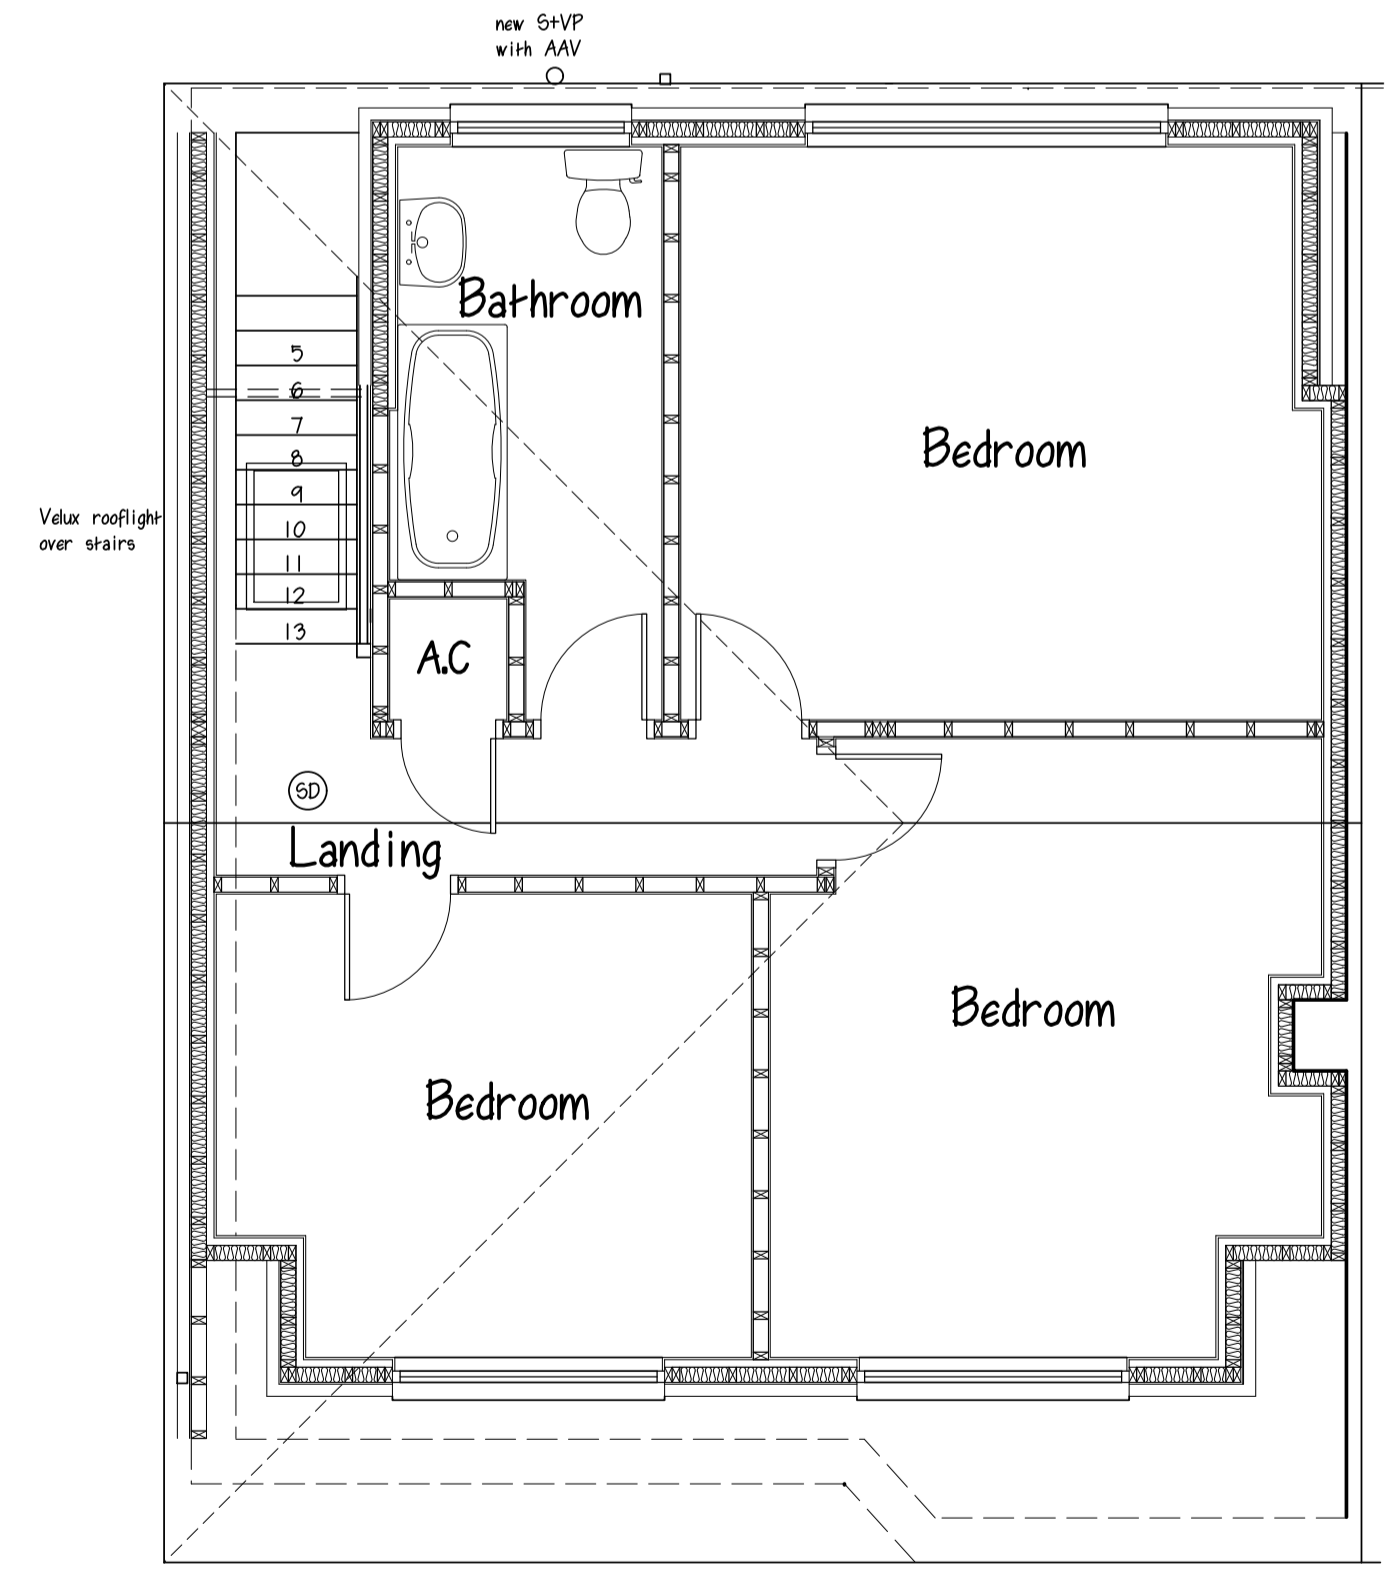 new S+VP
with AAV
Bathroom
5
6
7
8
9
10
11
12
13
Bedroom
Velux rooflight
over stairs
A.C
SD
Landing
Bedroom
Bedroom